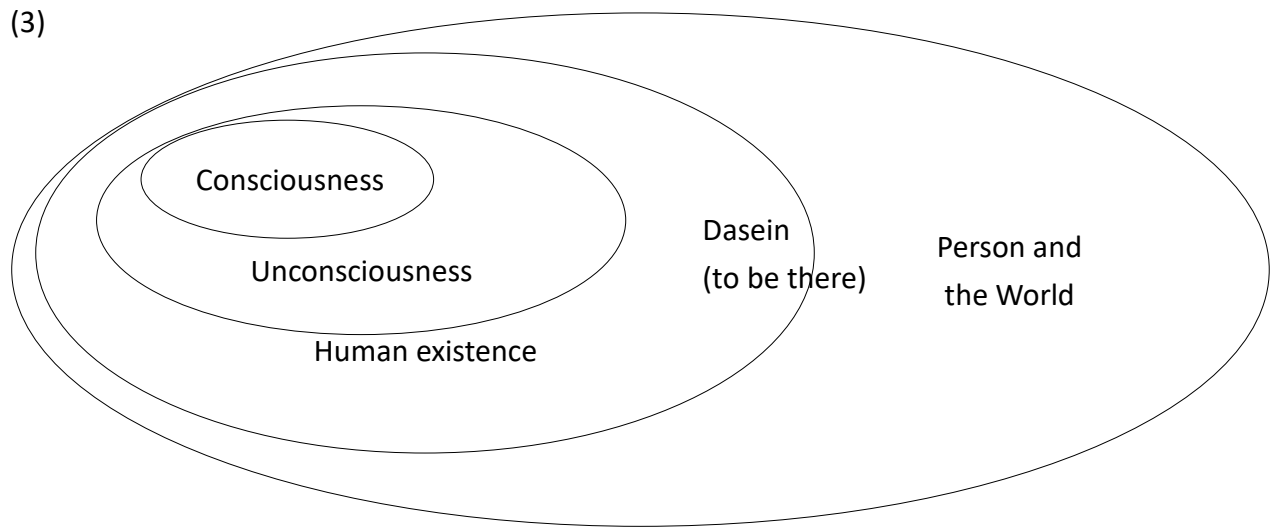 (3)
Consciousness
Unconsciousness
Human existence
Dasein
(to be there)
Person and
the World